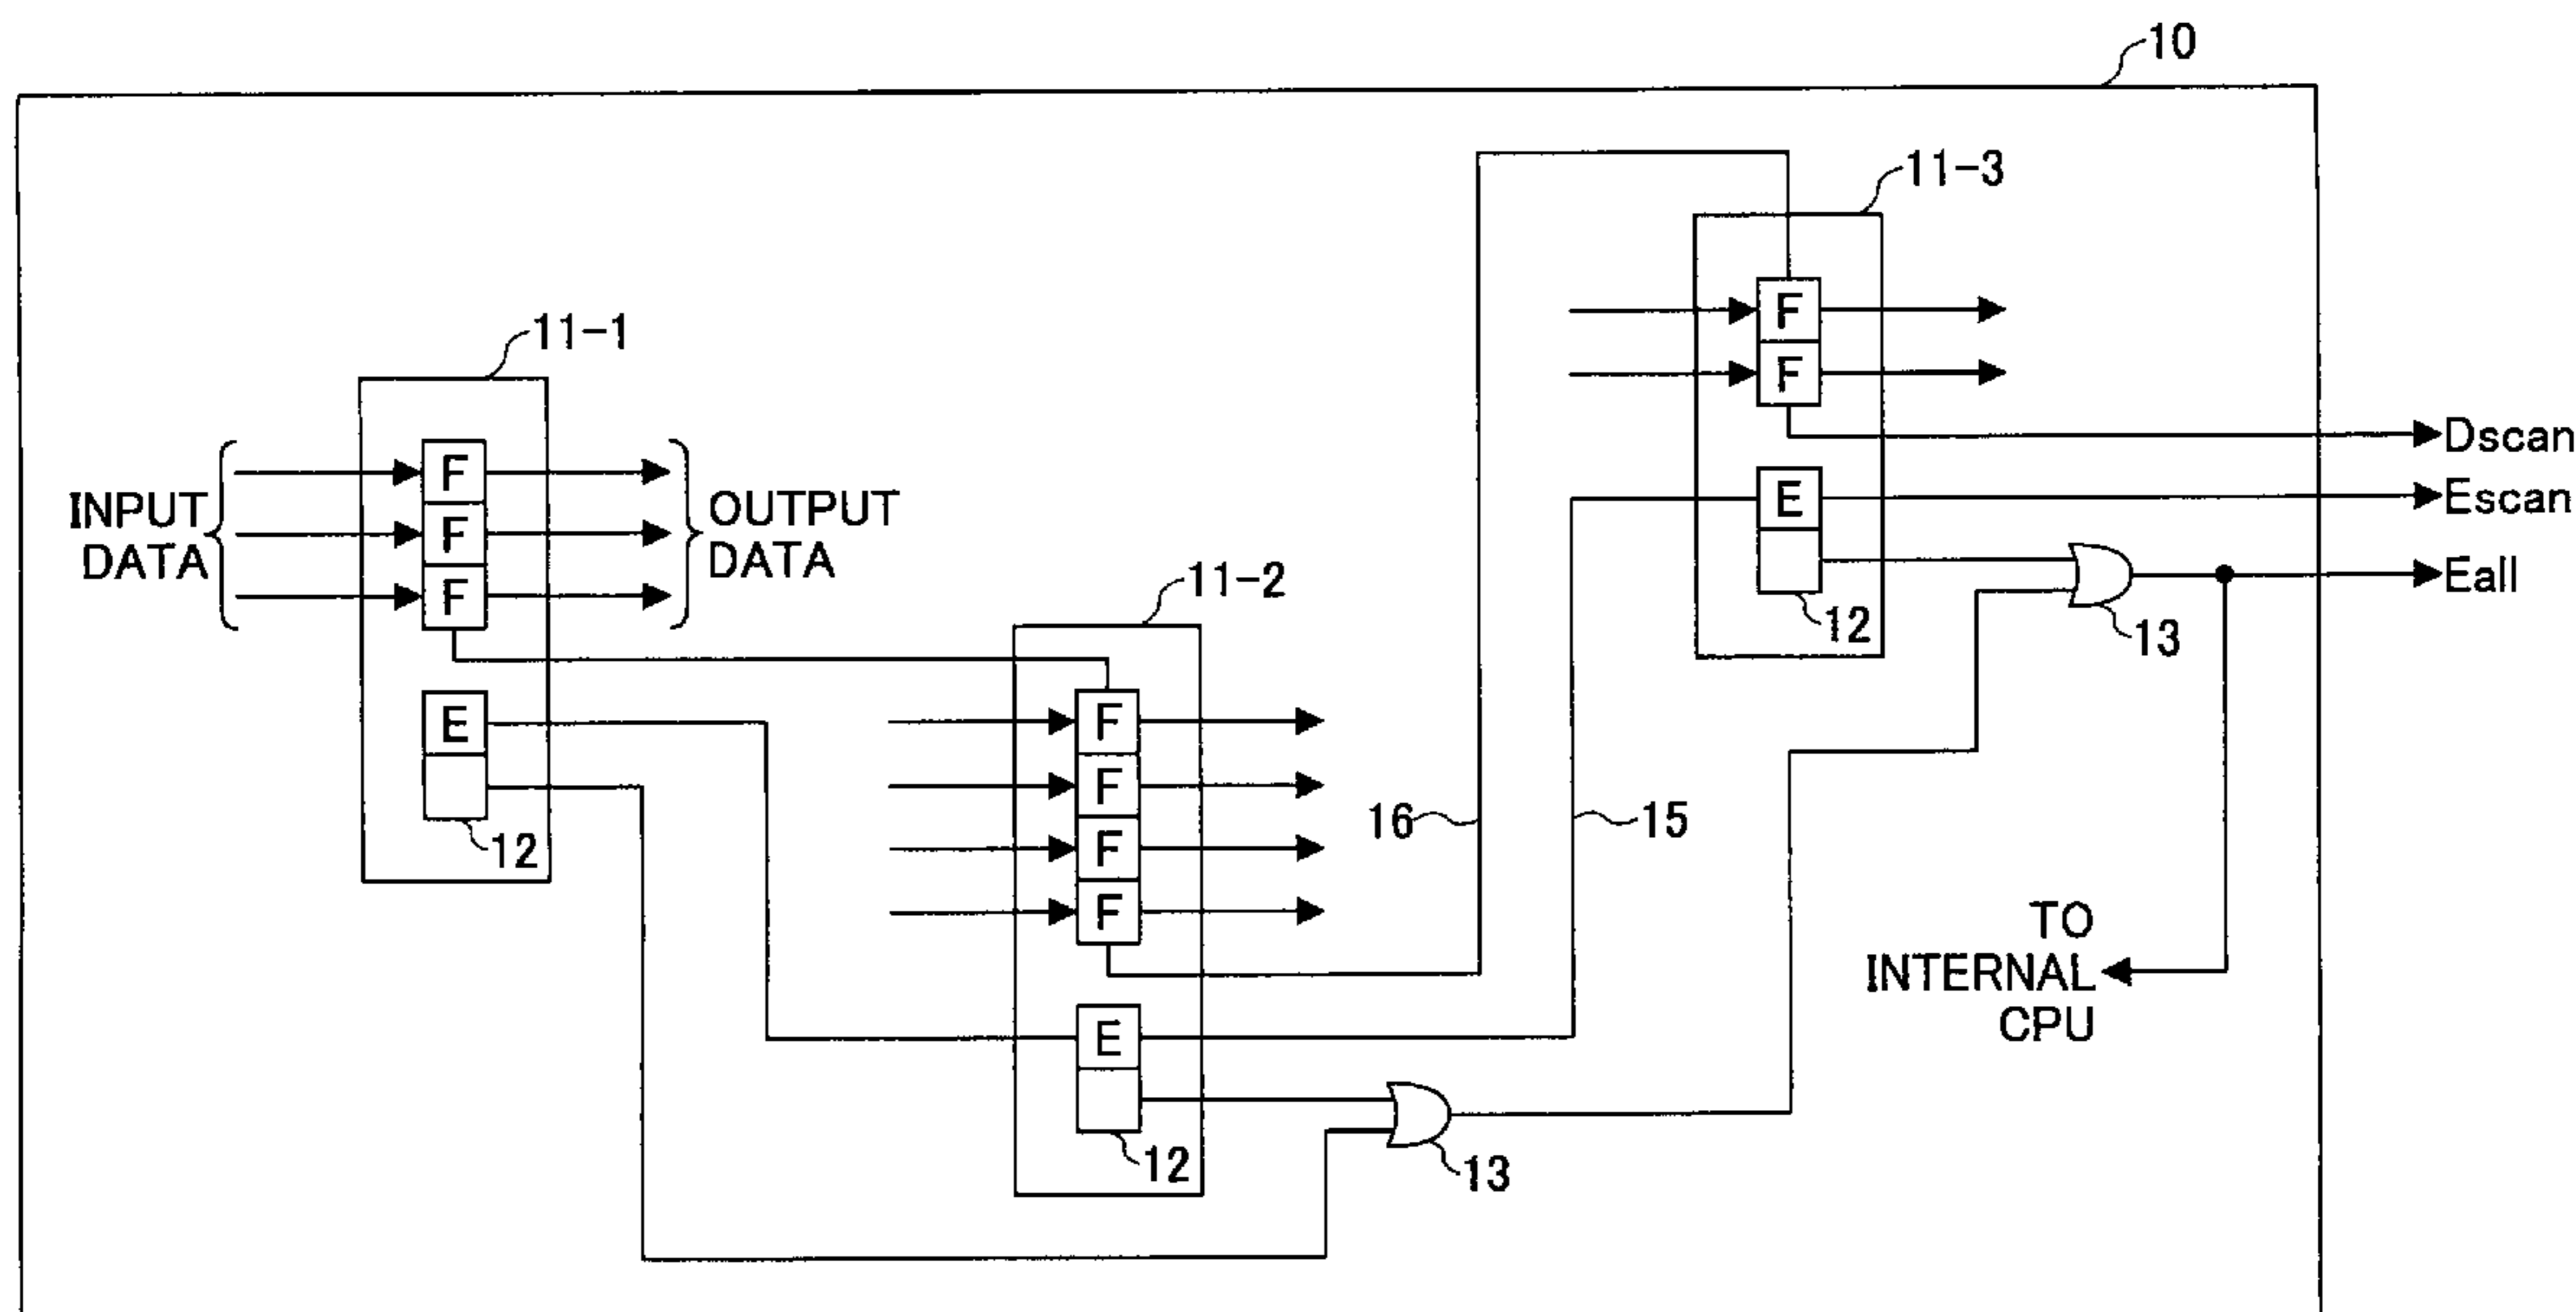 10
11-3
F
F
Dscan
E
Escan
Eall
12
13
11-1
INPUT
DATA
F
F
F
OUTPUT
DATA
E
12
11-2
F
F
F
F
16
15
E
12
13
TO
INTERNAL
CPU